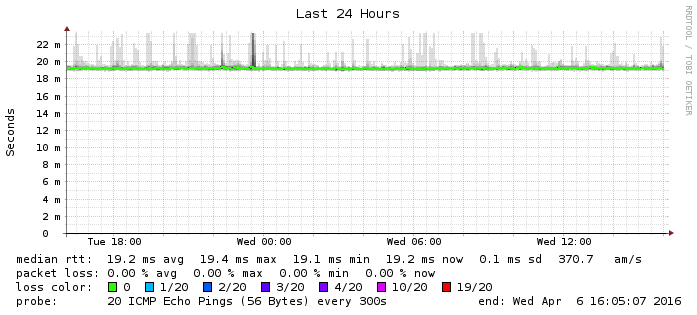 Last 24 Hours
RRDTOOL / TOBI OETIKER
Seconds
22 m
20 m
18 m
16 m
14 m
12 m
10 m
8 m
6 m
4 m
2 m
0
Tue 18:00 Wed 00:00 Wed 06:00 Wed 12:00
median rtt: 19.2 ms avg 19.4 ms max 19.1 ms min 19.2 ms now 0.1 ms sd 370.7 am/s
packet loss: 0.00 % avg 0.00 % max 0.00 % min 0.00 % now
loss color: 0 1/20 2/20 3/20 4/20 10/20 19/20
probe: 20 ICMP Echo Pings (56 Bytes) every 300s end: Wed Apr 6 16:05:07 2016